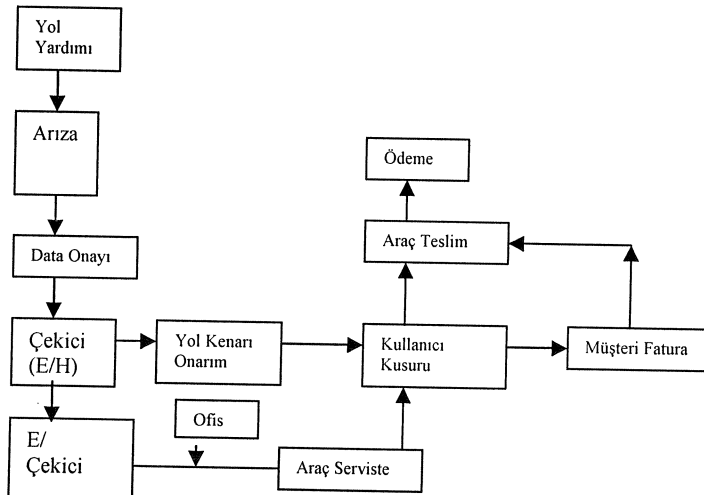 Yol
Yardımı
Arıza
Ödeme
Araç Teslim
Data Onayı
Çekici
(E/H)
Yol Kenarı
Onarım
Kullanıcı
Kusuru
Müşteri Fatura
Ofis
E/
Çekici
Araç Serviste